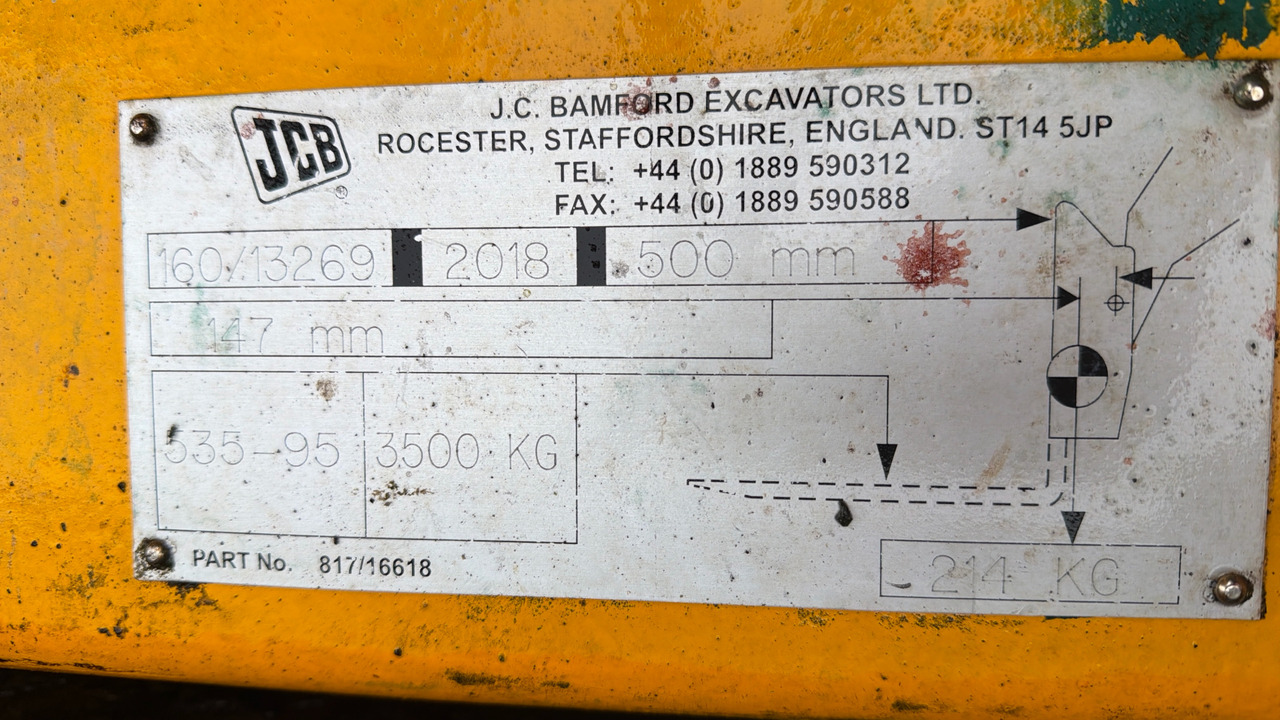 JCB ®
J.C. BAMFORD EXCAVATORS LTD.
ROCESTER, STAFFORDSHIRE, ENGLAND. ST14 5JP
TEL: +44 (0) 1889 590312
FAX: +44 (0) 1889 590588
160/13269 2018 500 mm
147 mm
535-95 3500 KG
PART No. 817/16618
214 KG